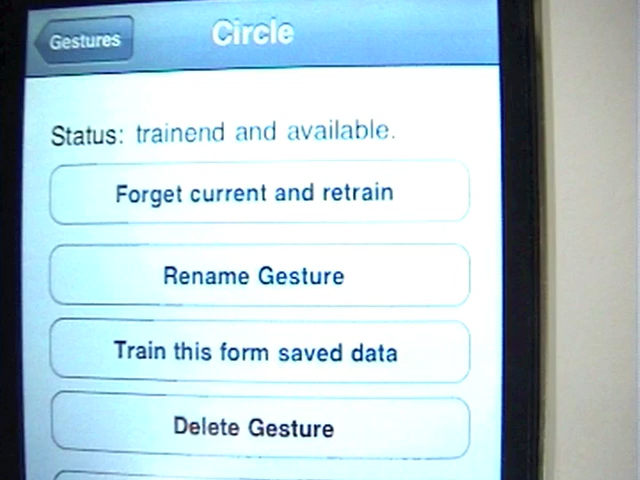 Gestures
Circle
Status: trainend and available.
Forget current and retrain
Rename Gesture
Train this form saved data
Delete Gesture